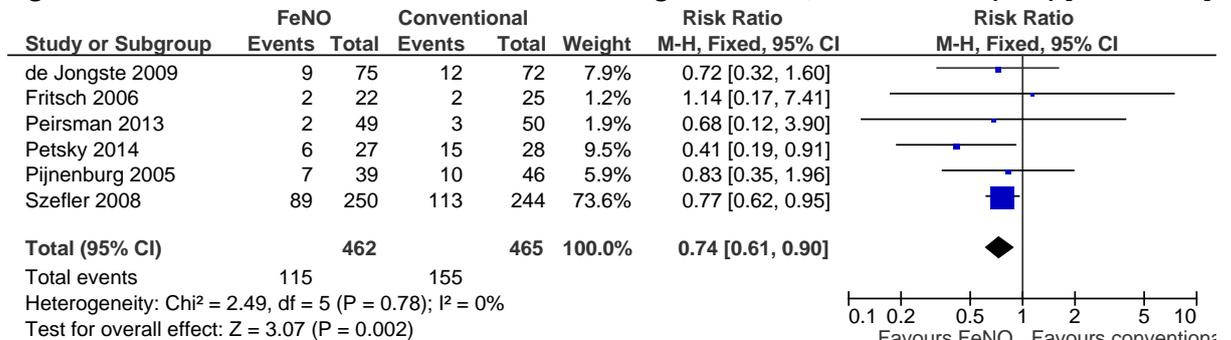 FeNO Conventional Risk Ratio Risk Ratio
Study or Subgroup Events Total Events Total Weight M-H, Fixed, 95% CI M-H, Fixed, 95% CI
de Jongste 2009 9 75 12 72 7.9% 0.72 [0.32, 1.60]
Fritsch 2006 2 22 2 25 1.2% 1.14 [0.17, 7.41]
Peirsman 2013 2 49 3 50 1.9% 0.68 [0.12, 3.90]
Petsky 2014 6 27 15 28 9.5% 0.41 [0.19, 0.91]
Pijnenburg 2005 7 39 10 46 5.9% 0.83 [0.35, 1.96]
Szefler 2008 89 250 113 244 73.6% 0.77 [0.62, 0.95]
Total (95% CI) 462 465 100.0% 0.74 [0.61, 0.90]
Total events 115 155
Heterogeneity: Chi² = 2.49, df = 5 (P = 0.78); I² = 0%
Test for overall effect: Z = 3.07 (P = 0.002)
0.1 0.2 0.5 1 2 5 10
Favours FeNO Favours conventiona